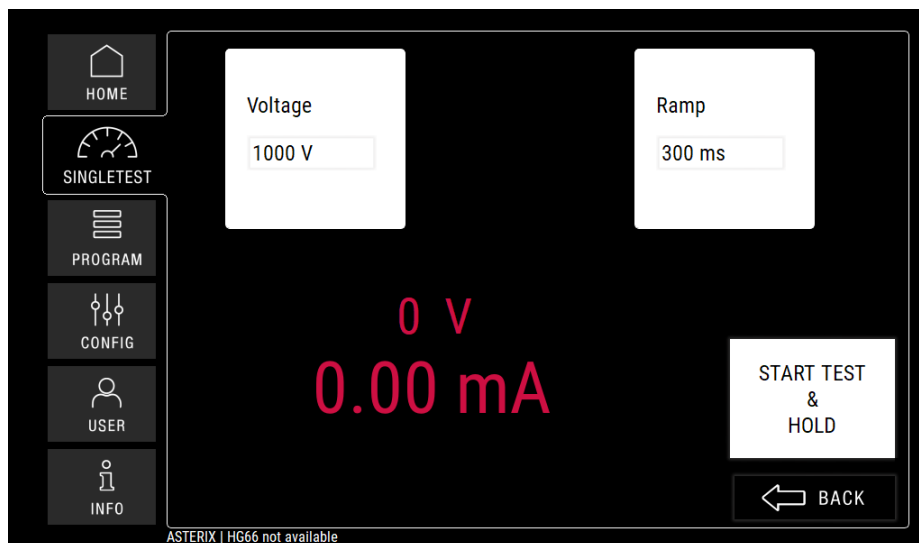 HOME
SINGLETEST
PROGRAM
CONFIG
USER
INFO
Voltage
1000 V
Ramp
300 ms
0 V
0.00 mA
START TEST
&
HOLD
BACK
ASTERIX | HG66 not available